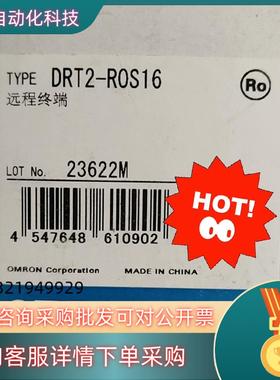 自动化科技
TYPE DRT2-ROS16
远程终端
Ro
LOT No. 23622M
HOT!
4 547648 610902
OMRON Corporation MADE IN CHINA
321949929
咨询采购批发可对公开票
客服详情下单采购